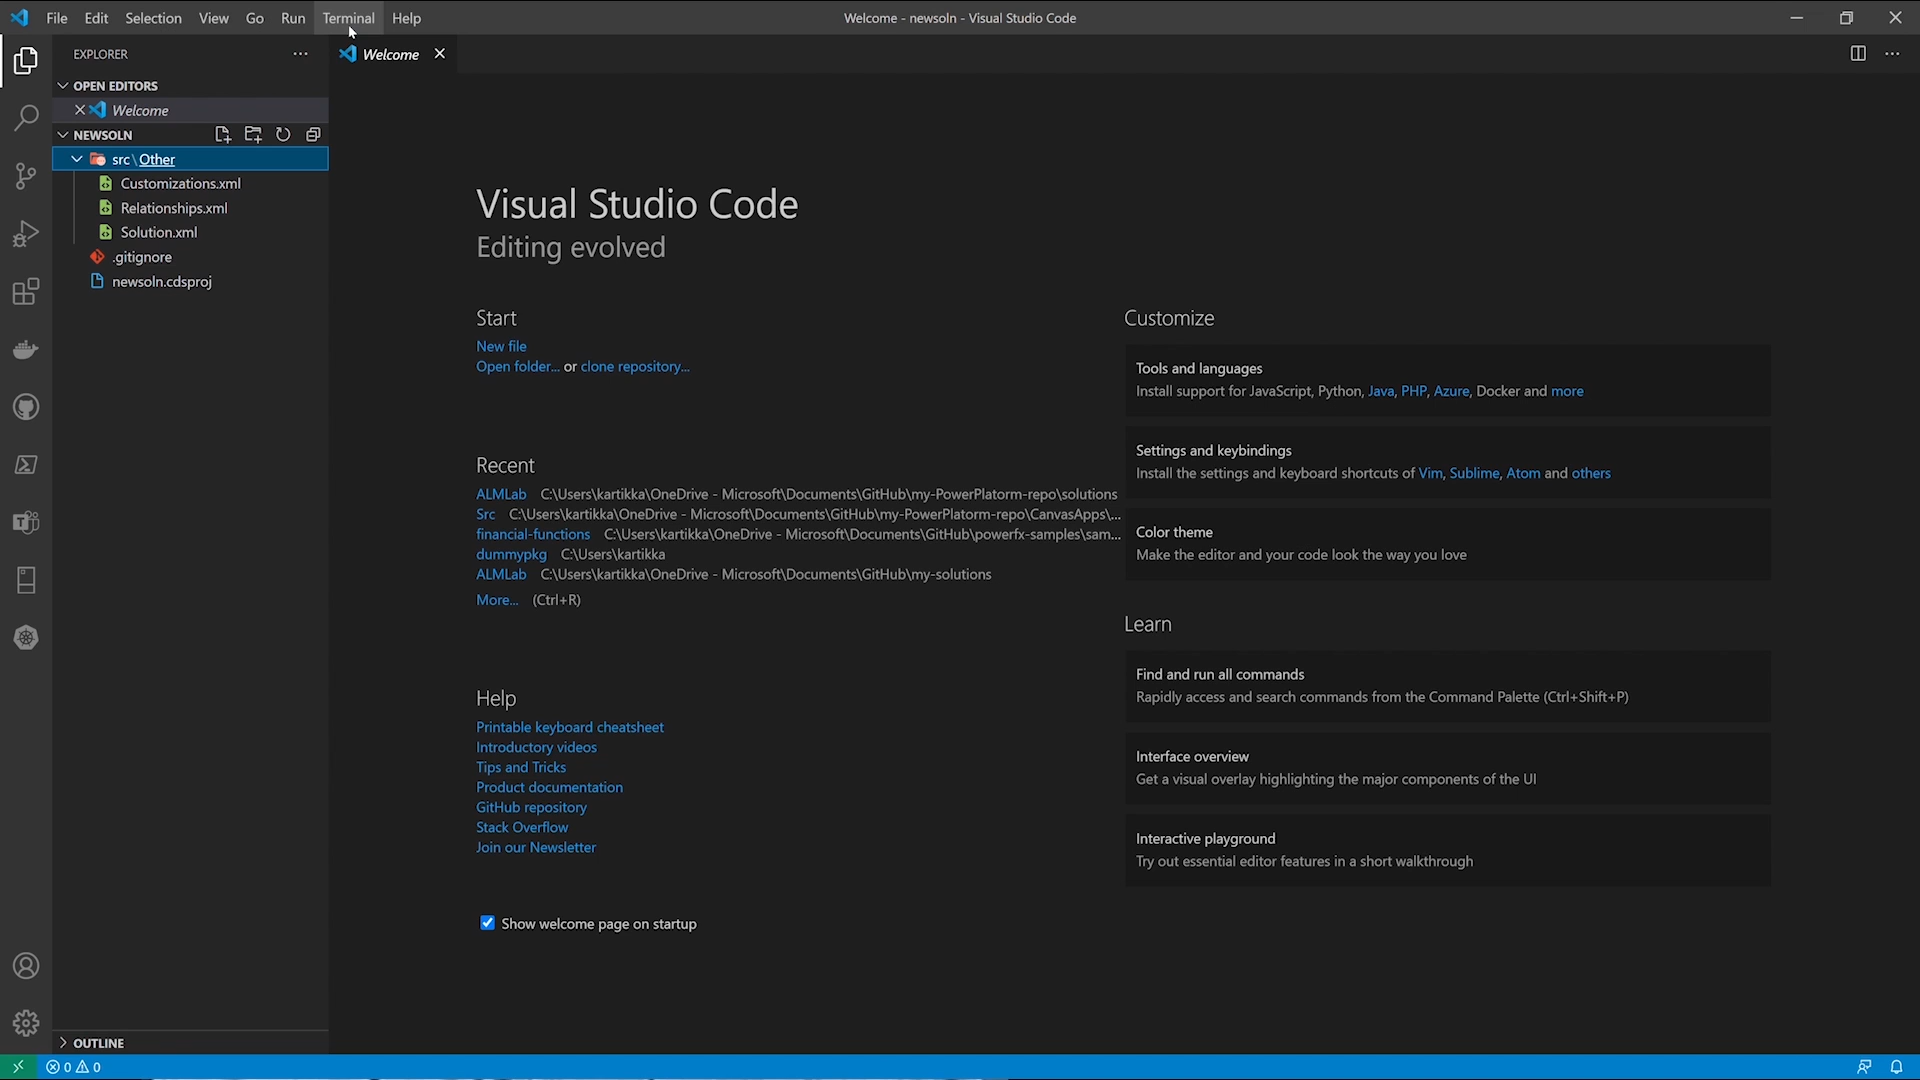 File Edit Selection View Go Run Terminal Help
Welcome - newsoln - Visual Studio Code
EXPLORER
Welcome
OPEN EDITORS
Welcome
NEWSOLN
src\Other
Customizations.xml
Relationships.xml
Solution.xml
.gitignore
newsoln.cdsproj
OUTLINE
Visual Studio Code
Editing evolved
Start
New file
Open folder... or clone repository...
Recent
ALMLab C:\Users\kartikka\OneDrive - Microsoft\Documents\GitHub\my-PowerPlatorm-repo\solutions
Src C:\Users\kartikka\OneDrive - Microsoft\Documents\GitHub\my-PowerPlatorm-repo\CanvasApps\...
financial-functions C:\Users\kartikka\OneDrive - Microsoft\Documents\GitHub\powerfx-samples\sam...
dummypkg C:\Users\kartikka
ALMLab C:\Users\kartikka\OneDrive - Microsoft\Documents\GitHub\my-solutions
More... (Ctrl+R)
Help
Printable keyboard cheatsheet
Introductory videos
Tips and Tricks
Product documentation
GitHub repository
Stack Overflow
Join our Newsletter
Show welcome page on startup
Customize
Tools and languages
Install support for JavaScript, Python, Java, PHP, Azure, Docker and more
Settings and keybindings
Install the settings and keyboard shortcuts of Vim, Sublime, Atom and others
Color theme
Make the editor and your code look the way you love
Learn
Find and run all commands
Rapidly access and search commands from the Command Palette (Ctrl+Shift+P)
Interface overview
Get a visual overlay highlighting the major components of the UI
Interactive playground
Try out essential editor features in a short walkthrough
0 0